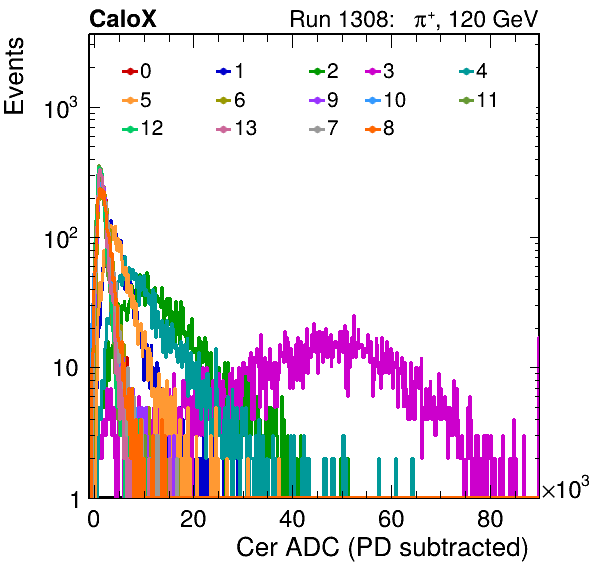 CaloX Run 1308: π⁺, 120 GeV
Events
0 1 2 3 4
5 6 9 10 11
12 13 7 8
10³
10²
10
1
0 20 40 60 80 ×10³
Cer ADC (PD subtracted)